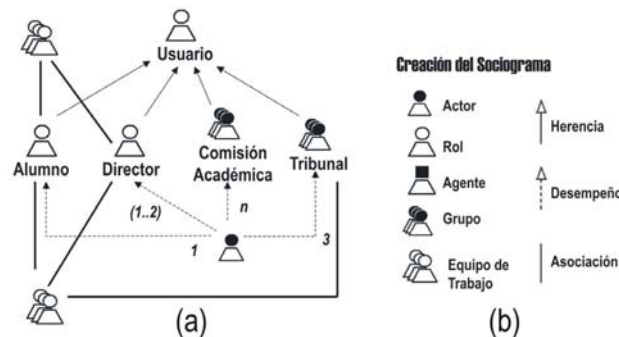 Usuario
Alumno
Director
Comisión
Académica
Tribunal
(1..2)
n
1
3
(a)
Creación del Sociograma
Actor
Rol
Agente
Grupo
Equipo de
Trabajo
Herencia
Desempeño
Asociación
(b)